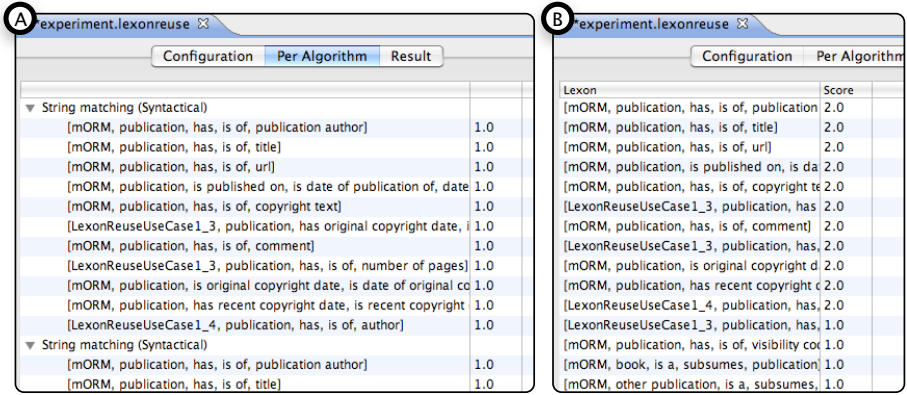 A
*experiment.lexonreuse
Configuration Per Algorithm Result
String matching (Syntactical)
[mORM, publication, has, is of, publication author] 1.0
[mORM, publication, has, is of, title] 1.0
[mORM, publication, has, is of, url] 1.0
[mORM, publication, is published on, is date of publication of, date 1.0
[mORM, publication, has, is of, copyright text] 1.0
[LexonReuseUseCase1_3, publication, has original copyright date, i 1.0
[mORM, publication, has, is of, comment] 1.0
[LexonReuseUseCase1_3, publication, has, is of, number of pages] 1.0
[mORM, publication, is original copyright date, is date of original co 1.0
[mORM, publication, has recent copyright date, is recent copyright 1.0
[LexonReuseUseCase1_4, publication, has, is of, author] 1.0
String matching (Syntactical)
[mORM, publication, has, is of, publication author] 1.0
[mORM, publication, has, is of, title] 1.0
B
*experiment.lexonreuse
Configuration Per Algorithm
Lexon Score
[mORM, publication, has, is of, publication 2.0
[mORM, publication, has, is of, title] 2.0
[mORM, publication, has, is of, url] 2.0
[mORM, publication, is published on, is da 2.0
[mORM, publication, has, is of, copyright te 2.0
[LexonReuseUseCase1_3, publication, has 2.0
[mORM, publication, has, is of, comment] 2.0
[LexonReuseUseCase1_3, publication, has, 2.0
[mORM, publication, is original copyright d 2.0
[mORM, publication, has recent copyright c 2.0
[LexonReuseUseCase1_4, publication, has, 2.0
[LexonReuseUseCase1_3, publication, has, 1.0
[mORM, publication, has, is of, visibility co 1.0
[mORM, book, is a, subsumes, publication] 1.0
[mORM, other publication, is a, subsumes, 1.0